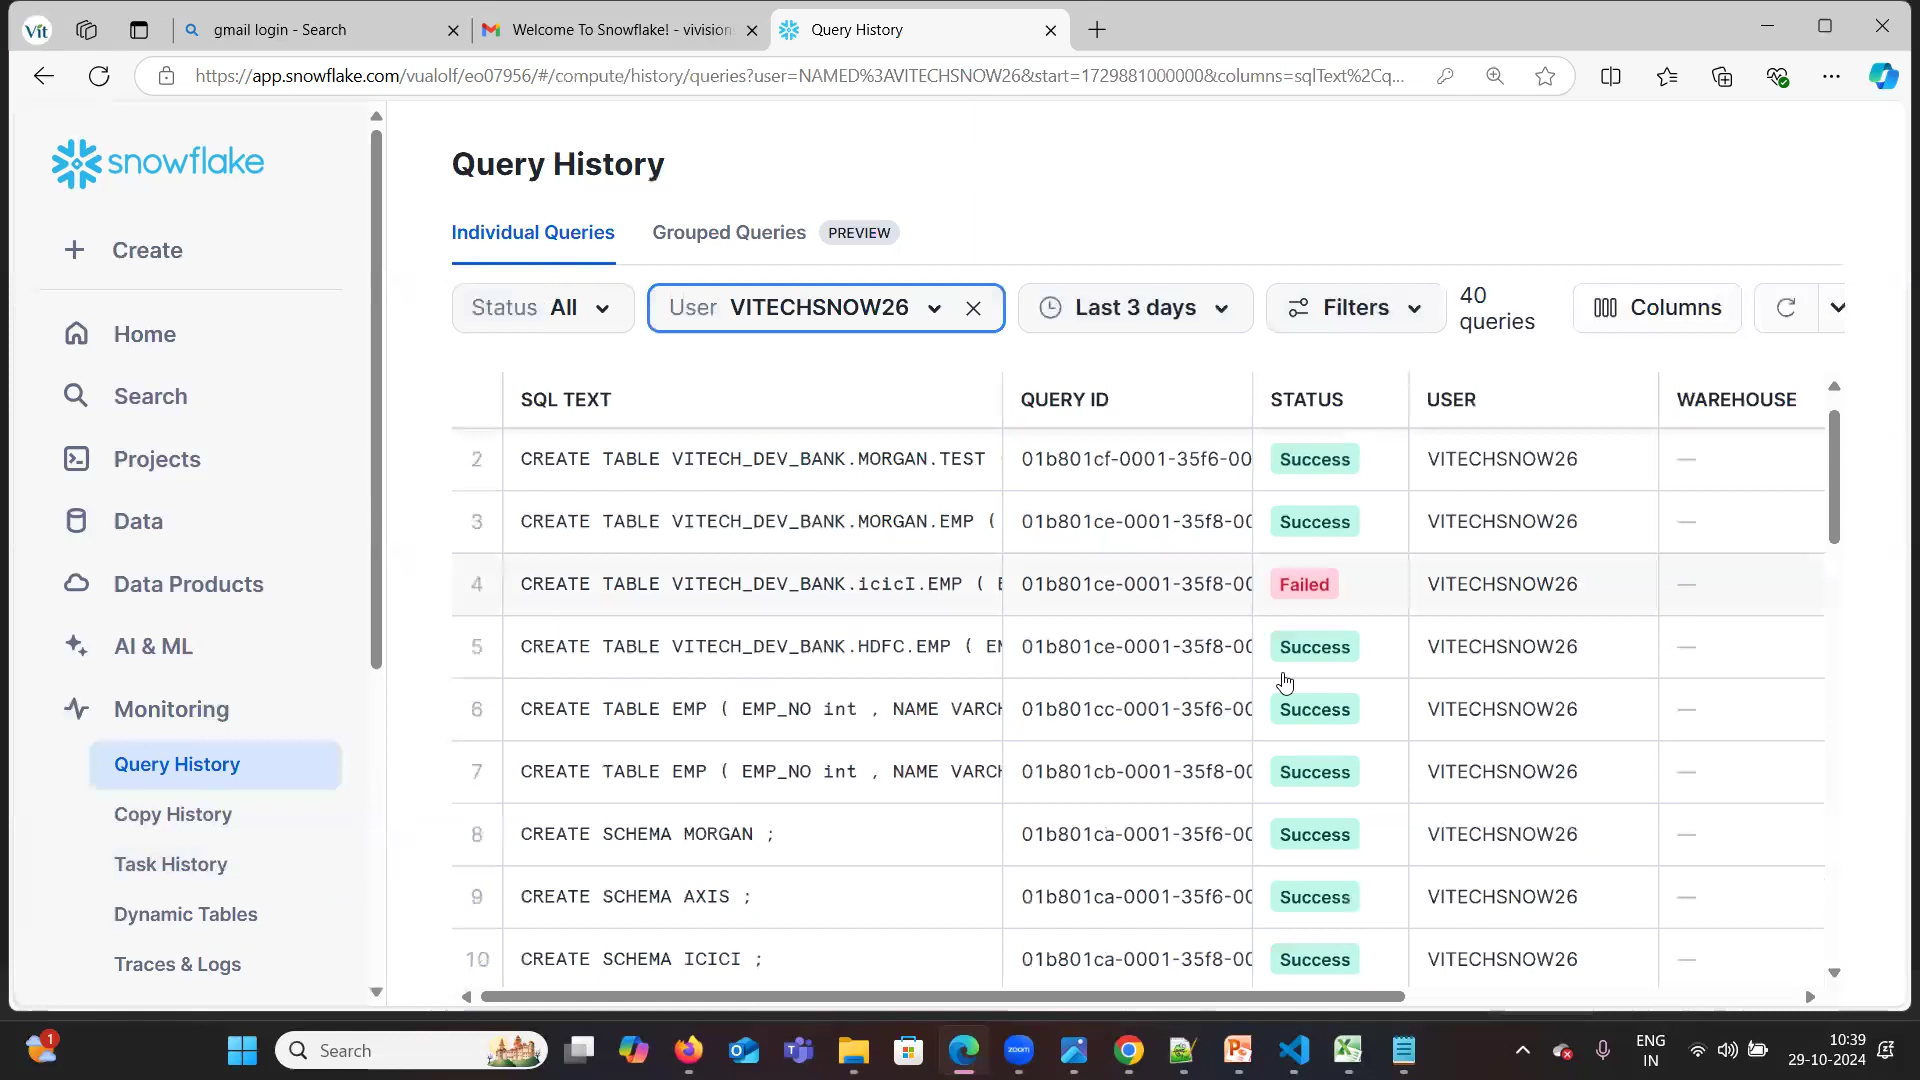 Vit
gmail login - Search
Welcome To Snowflake! - vivision
Query History
https://app.snowflake.com/vualolf/eo07956/#/compute/history/queries?user=NAMED%3AVITECHSNOW26&start=1729881000000&columns=sqlText%2Cq...
snowflake
Create
Home
Search
Projects
Data
Data Products
AI & ML
Monitoring
Query History
Copy History
Task History
Dynamic Tables
Traces & Logs
Query History
Individual Queries Grouped Queries PREVIEW
Status All User VITECHSNOW26 Last 3 days Filters 40 queries Columns
SQL TEXT QUERY ID STATUS USER WAREHOUSE
2 CREATE TABLE VITECH_DEV_BANK.MORGAN.TEST 01b801cf-0001-35f6-00 Success VITECHSNOW26 —
3 CREATE TABLE VITECH_DEV_BANK.MORGAN.EMP ( 01b801ce-0001-35f8-00 Success VITECHSNOW26 —
4 CREATE TABLE VITECH_DEV_BANK.icicI.EMP ( E 01b801ce-0001-35f8-00 Failed VITECHSNOW26 —
5 CREATE TABLE VITECH_DEV_BANK.HDFC.EMP ( EM 01b801ce-0001-35f8-00 Success VITECHSNOW26 —
6 CREATE TABLE EMP ( EMP_NO int , NAME VARCH 01b801cc-0001-35f6-00 Success VITECHSNOW26 —
7 CREATE TABLE EMP ( EMP_NO int , NAME VARCH 01b801cb-0001-35f8-00 Success VITECHSNOW26 —
8 CREATE SCHEMA MORGAN ; 01b801ca-0001-35f6-00 Success VITECHSNOW26 —
9 CREATE SCHEMA AXIS ; 01b801ca-0001-35f6-00 Success VITECHSNOW26 —
10 CREATE SCHEMA ICICI ; 01b801ca-0001-35f8-00 Success VITECHSNOW26 —
1
Search
zoom
ENG
IN
10:39
29-10-2024